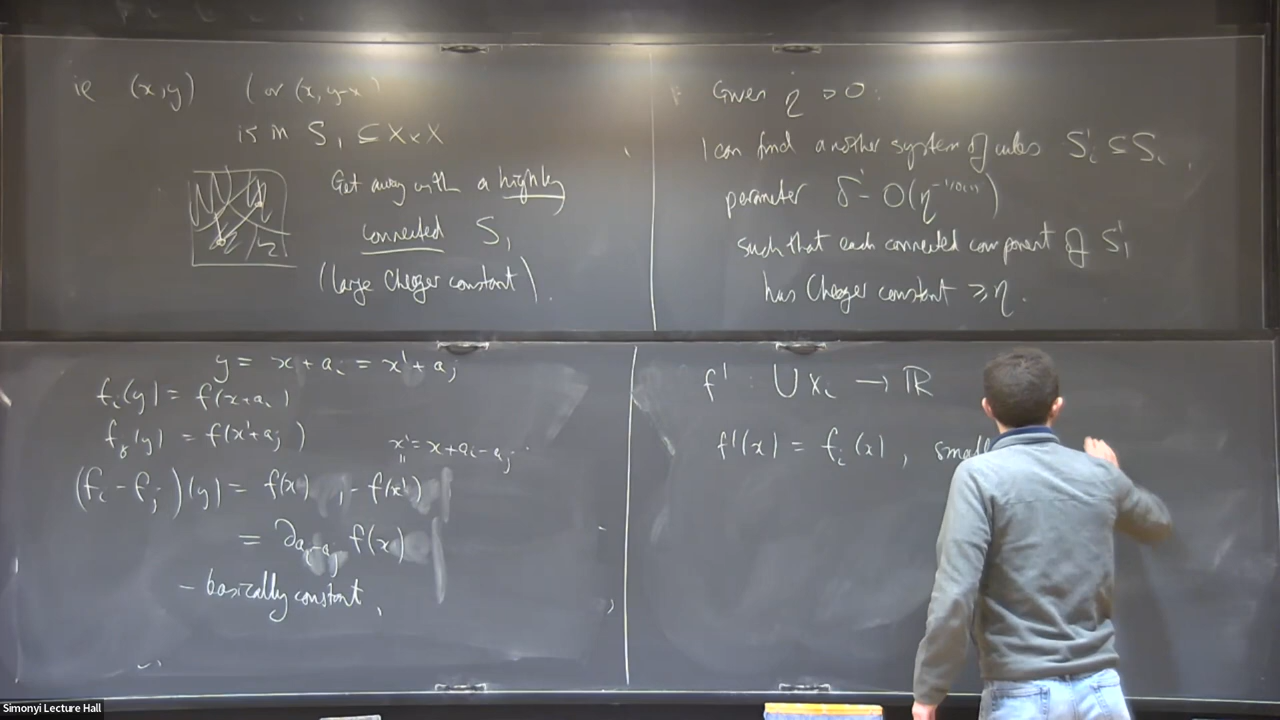 ie (x,y) (or (x, y-x)
is in S₁ ⊆ X×X
Get away with a highly
connected S₁
(large Cheeger constant).
Given η > 0:
I can find another system of cubes S'ᵢ ⊆ Sᵢ,
parameter δ' = O(η^{-1/O(1)})
such that each connected component of S'₁
has Cheeger constant ≥ η.
y = x + aᵢ = x' + aⱼ
fᵢ(y) = f(x+aᵢ)
fⱼ(y) = f(x'+aⱼ)
x' = x + aᵢ - aⱼ
(fᵢ - fⱼ)(y) = f(x) - f(x')
= ∂_{aᵢ-aⱼ} f(x)
- basically constant,
f' : ∪Xᵢ → ℝ
f'(x) = fᵢ(x), small
Simonyi Lecture Hall